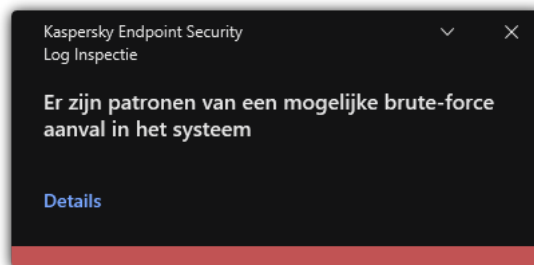 Kaspersky Endpoint Security
Log Inspectie
Er zijn patronen van een mogelijke brute-force
aanval in het systeem
Details